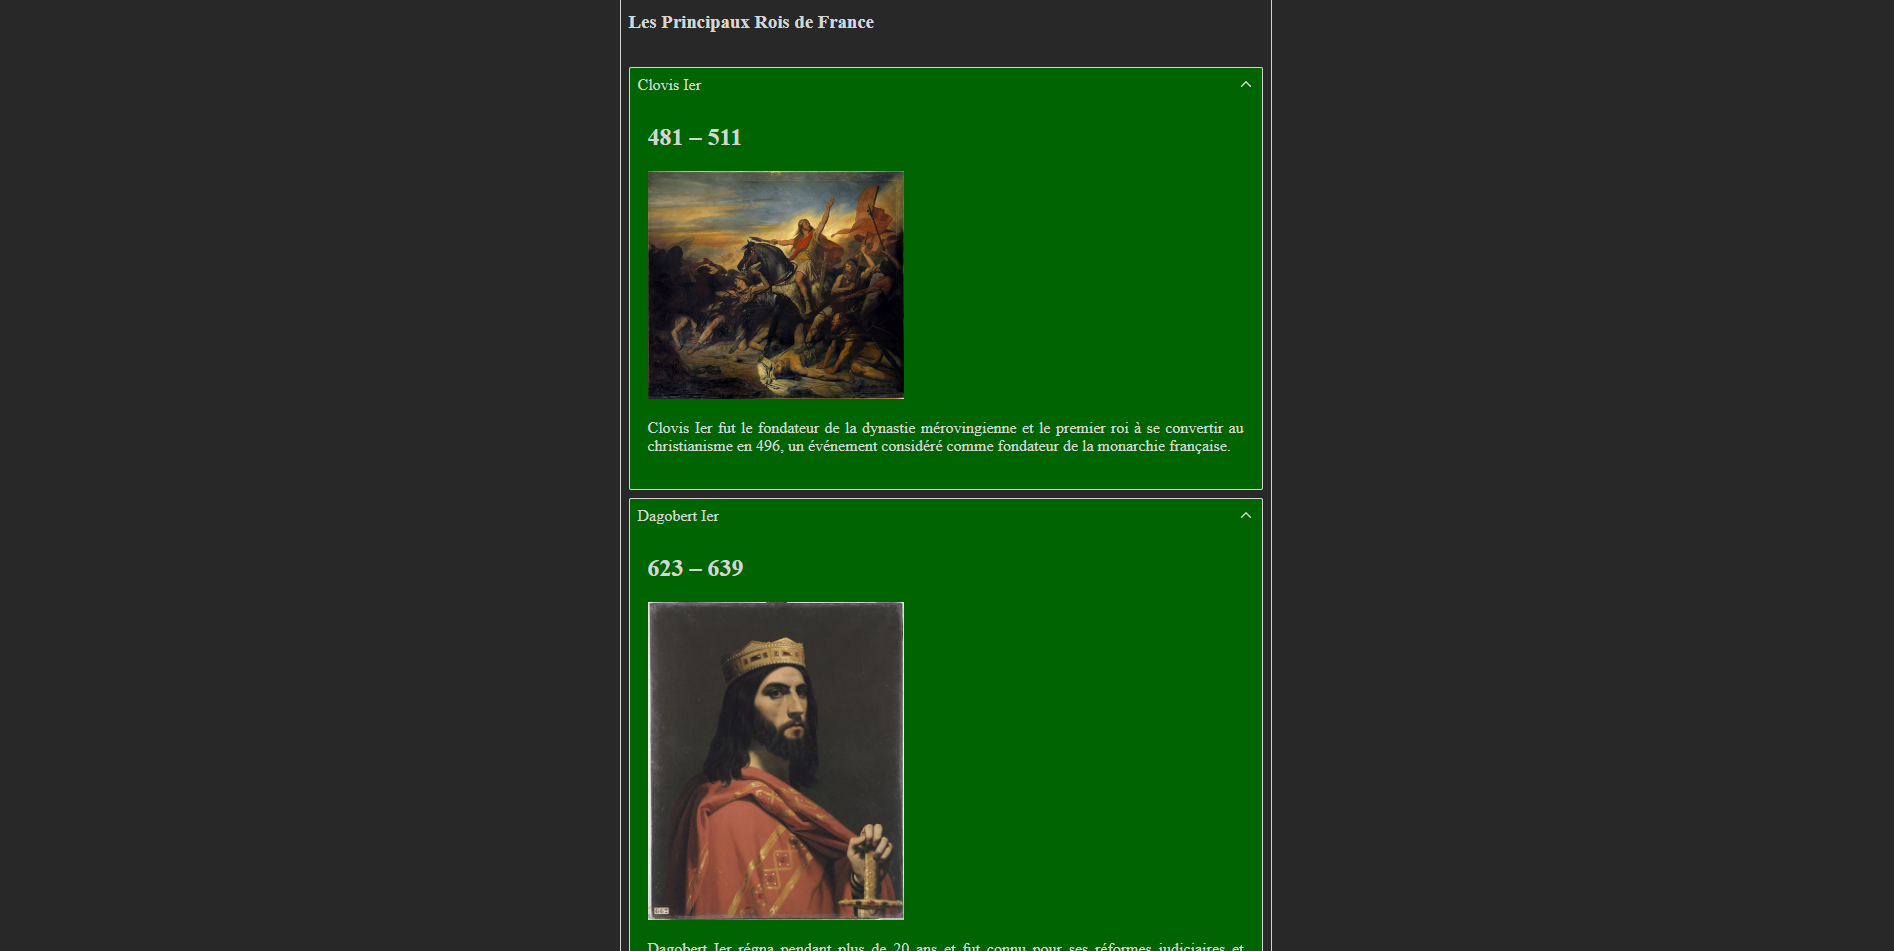 Les Principaux Rois de France
Clovis Ier
481 – 511
Clovis Ier fut le fondateur de la dynastie mérovingienne et le premier roi à se convertir au
christianisme en 496, un événement considéré comme fondateur de la monarchie française.
Dagobert Ier
623 – 639
662
Dagobert Ier régna pendant plus de 20 ans et fut connu pour ses réformes judiciaires et